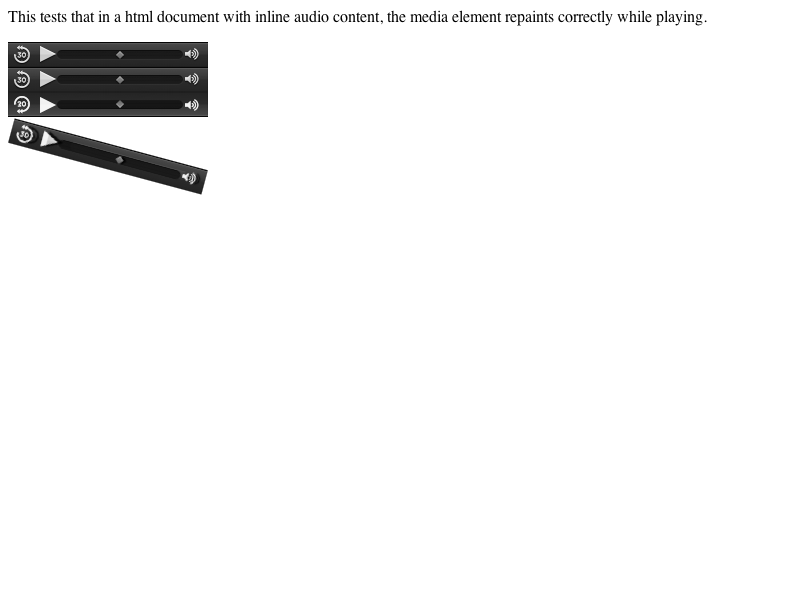 This tests that in a html document with inline audio content, the media element repaints correctly while playing.
30
30
20
30